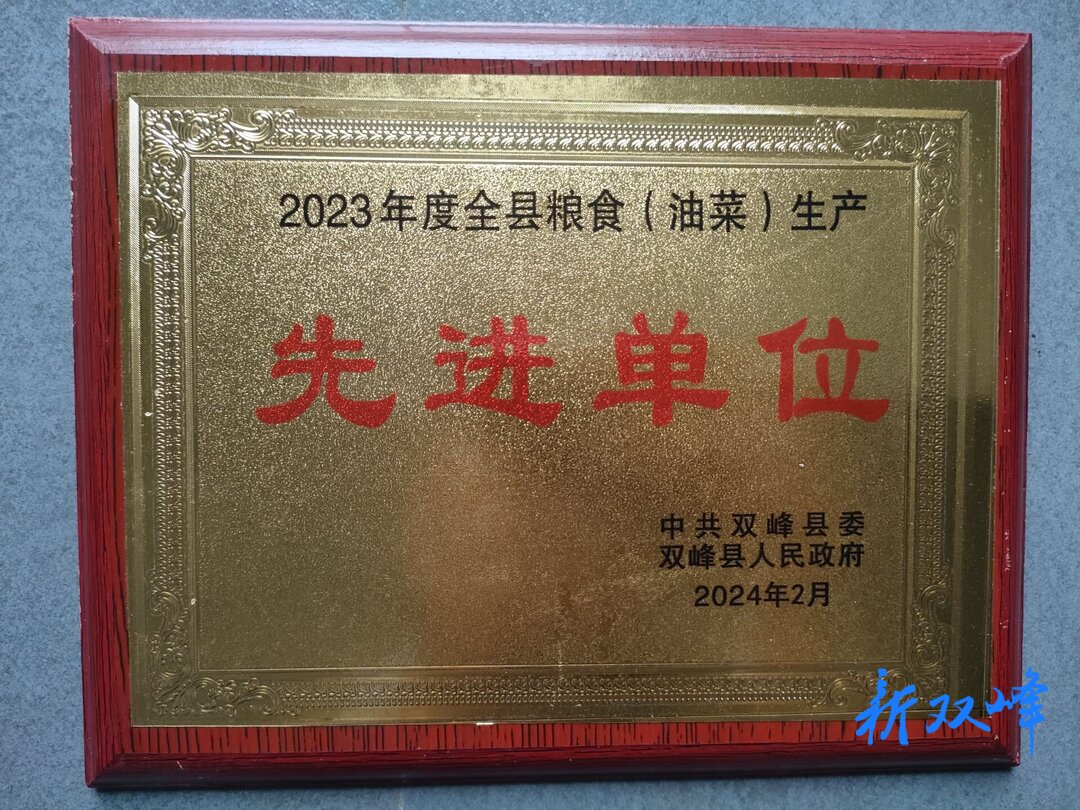 2023年度全县粮食（油菜）生产
先进单位
中共双峰县委
双峰县人民政府
2024年2月
新双峰